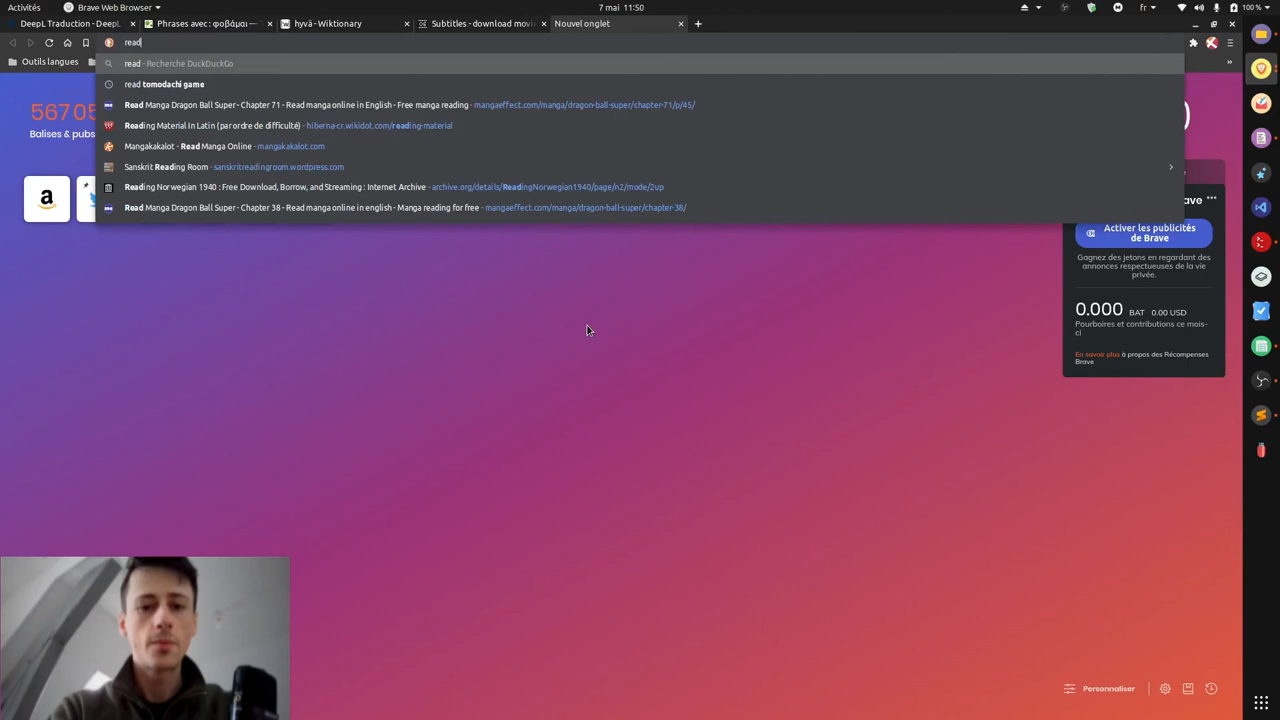 Activités
Brave Web Browser
7 mai 11:50
fr
100 %
DeepL Traduction – DeepL
Phrases avec: φοβάμαι —
hyvä - Wiktionary
Subtitles - download movi
Nouvel onglet
read
Outils langues
»
read - Recherche DuckDuckGo
read tomodachi game
Read Manga Dragon Ball Super - Chapter 71 - Read manga online in English - Free manga reading - mangaeffect.com/manga/dragon-ball-super/chapter-71/p/45/
Reading Material In Latin (par ordre de difficulté) - hiberna-cr.wikidot.com/reading-material
Mangakakalot - Read Manga Online - mangakakalot.com
Sanskrit Reading Room - sanskritreadingroom.wordpress.com
Reading Norwegian 1940 : Free Download, Borrow, and Streaming : Internet Archive - archive.org/details/ReadingNorwegian1940/page/n2/mode/2up
Read Manga Dragon Ball Super - Chapter 38 - Read manga online in english - Manga reading for free - mangaeffect.com/manga/dragon-ball-super/chapter-38/
567 05
Balises & pubs
Activer les publicités
de Brave
Gagnez des jetons en regardant des
annonces respectueuses de la vie
privée.
0.000 BAT 0.00 USD
Pourboires et contributions ce mois-
ci
En savoir plus à propos des Récompenses
Brave
Personnaliser